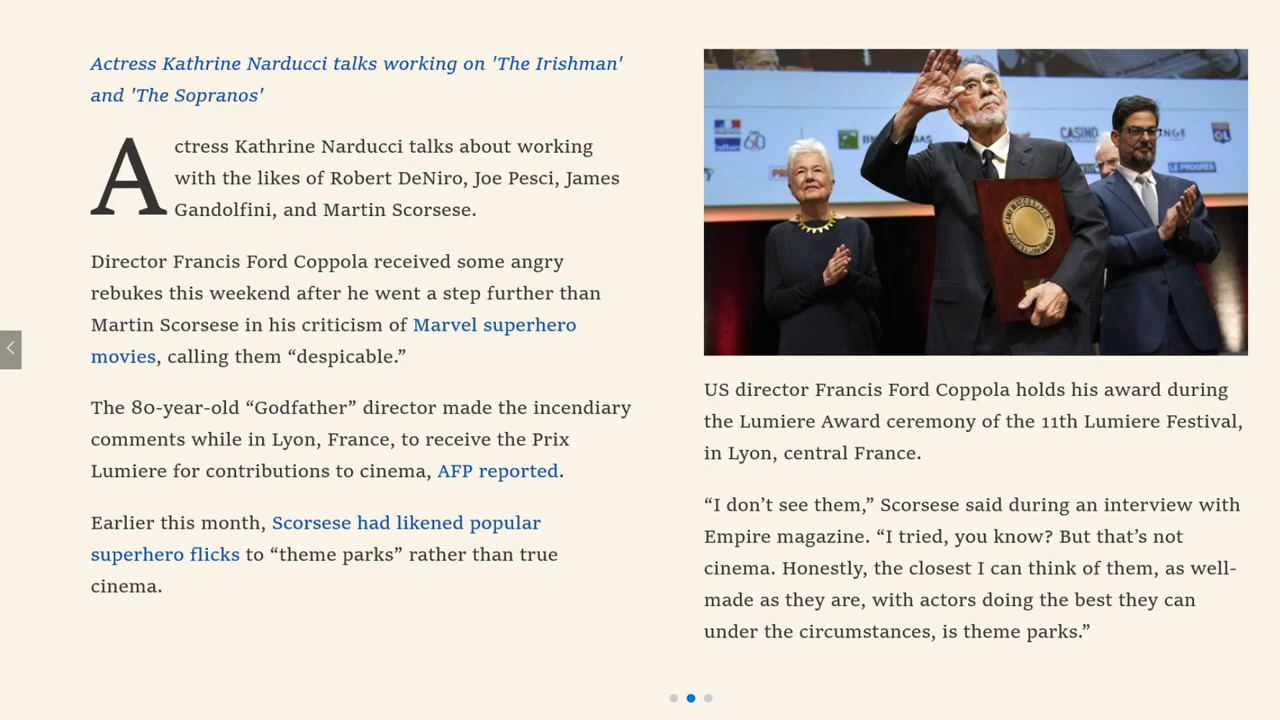 Actress Kathrine Narducci talks working on 'The Irishman'
and 'The Sopranos'
Actress Kathrine Narducci talks about working
with the likes of Robert DeNiro, Joe Pesci, James
Gandolfini, and Martin Scorsese.
Director Francis Ford Coppola received some angry
rebukes this weekend after he went a step further than
Martin Scorsese in his criticism of Marvel superhero
movies, calling them “despicable.”
The 80-year-old “Godfather” director made the incendiary
comments while in Lyon, France, to receive the Prix
Lumiere for contributions to cinema, AFP reported.
Earlier this month, Scorsese had likened popular
superhero flicks to “theme parks” rather than true
cinema.
CASINO
LE PROGRES
OL
US director Francis Ford Coppola holds his award during
the Lumiere Award ceremony of the 11th Lumiere Festival,
in Lyon, central France.
“I don’t see them,” Scorsese said during an interview with
Empire magazine. “I tried, you know? But that’s not
cinema. Honestly, the closest I can think of them, as well-
made as they are, with actors doing the best they can
under the circumstances, is theme parks.”